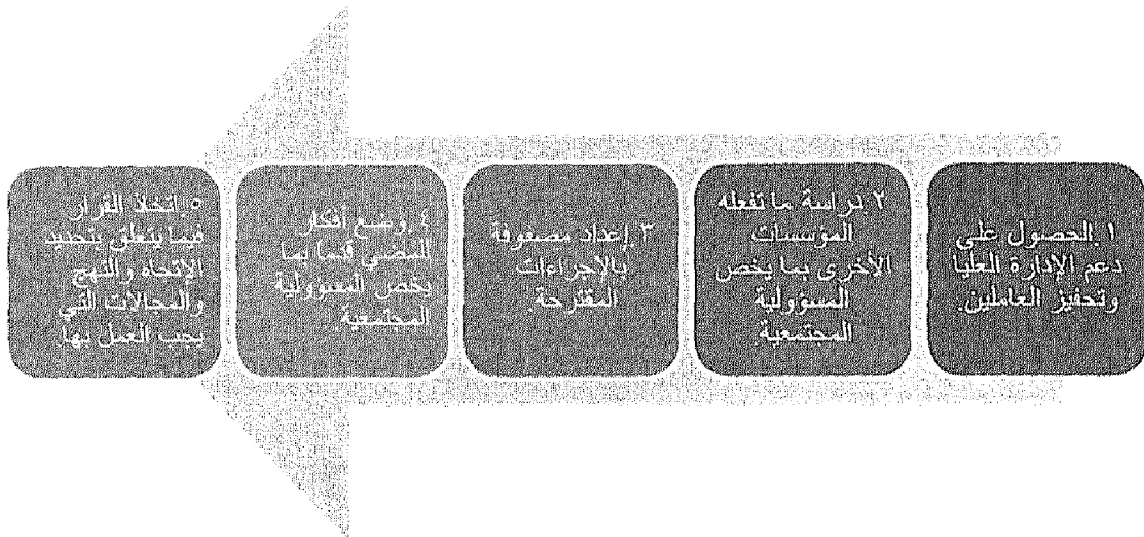 ١. الحصول على
دعم الإدارة العليا
وتحفيز العاملين.
٢. دراسة ما تفعله
المؤسسات
الأخرى بما يخص
المسؤولية
المجتمعية.
٣. إعداد مصفوفة
بالاجراءات
المقترحة.
٤. وضع أفكار
للمضي قدما بما
يخص المسؤولية
المجتمعية
٥. اتخاذ القرار
فيما يتعلق بتحديد
الإتجاه والنهج
والمجالات التي
يجب العمل بها.